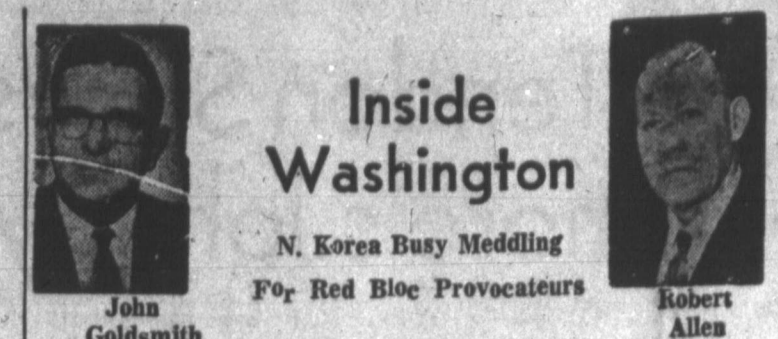 Inside
Washington
N. Korea Busy Meddling
For Red Bloc Provocateurs
John
Goldsmith
Robert
Allen